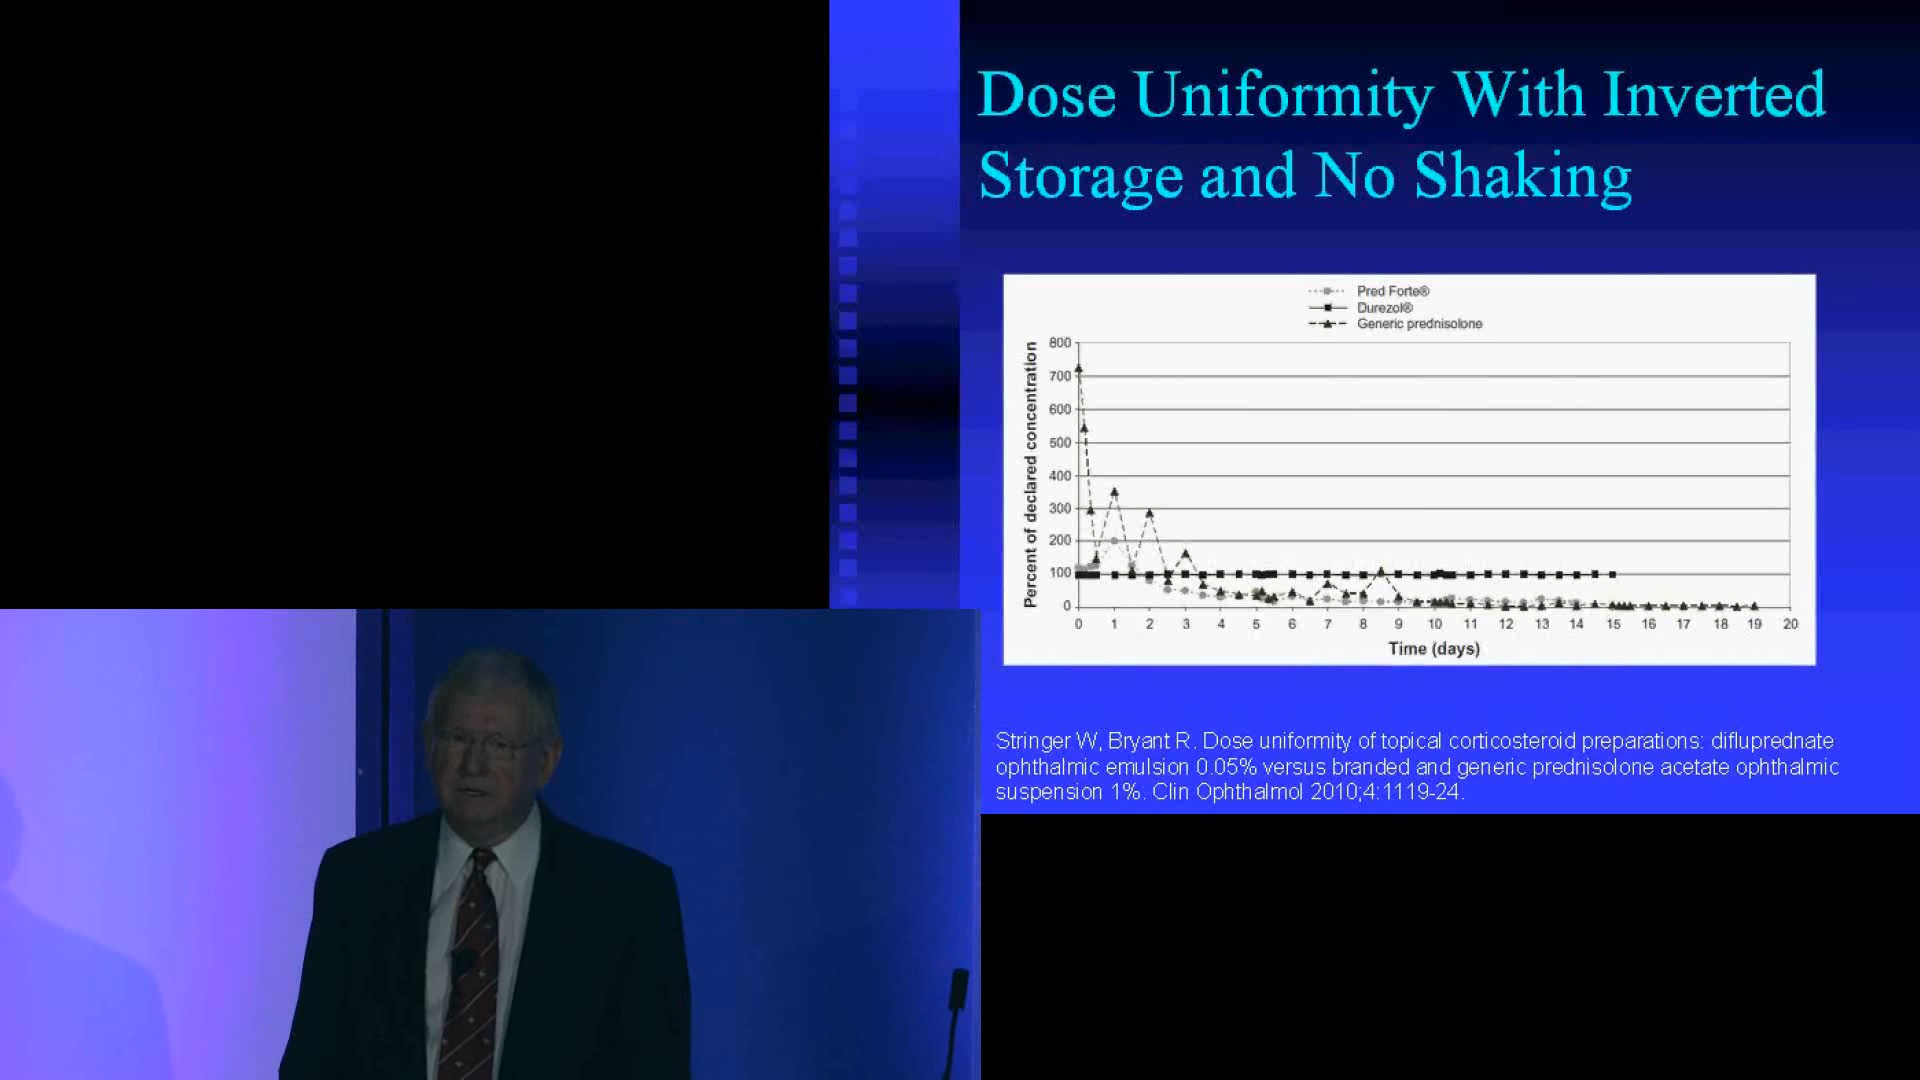 Dose Uniformity With Inverted
Storage and No Shaking
Pred Forte®
Durezol®
Generic prednisolone
Percent of declared concentration
800
700
600
500
400
300
200
100
0
0 1 2 3 4 5 6 7 8 9 10 11 12 13 14 15 16 17 18 19 20
Time (days)
Stringer W, Bryant R. Dose uniformity of topical corticosteroid preparations: difluprednate
ophthalmic emulsion 0.05% versus branded and generic prednisolone acetate ophthalmic
suspension 1%. Clin Ophthalmol 2010;4:1119-24.